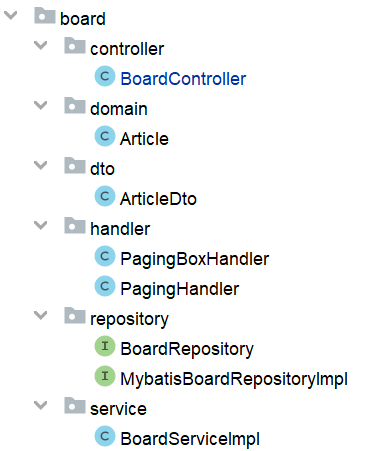 board
controller
C BoardController
domain
C Article
dto
C ArticleDto
handler
C PagingBoxHandler
C PagingHandler
repository
I BoardRepository
I MybatisBoardRepositoryImpl
service
C BoardServiceImpl